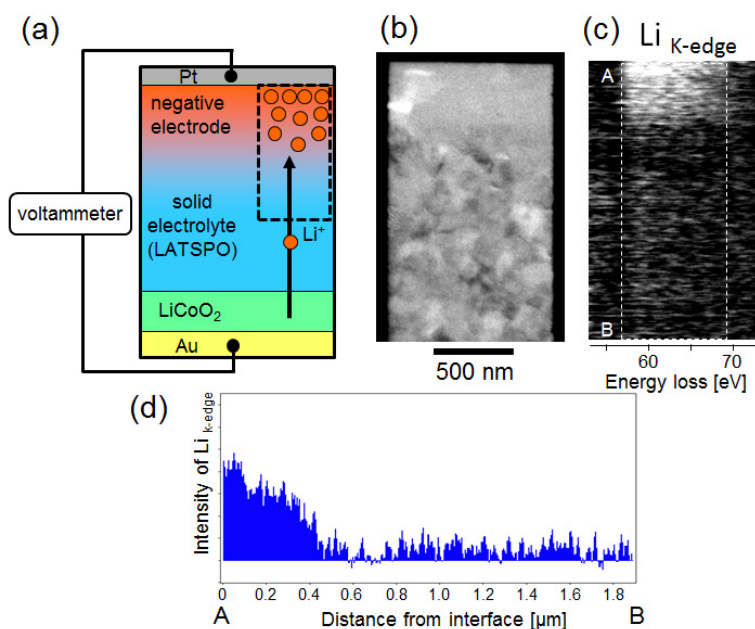 (a)
(b)
(c)
Li K-edge
Pt
negative
electrode
solid
electrolyte
(LATSPO)
Li⁺
voltammeter
LiCoO₂
Au
500 nm
A
B
60
70
Energy loss [eV]
(d)
Intensity of Li K-edge
0
0.2
0.4
0.6
0.8
1.0
1.2
1.4
1.6
1.8
A
Distance from interface [µm]
B